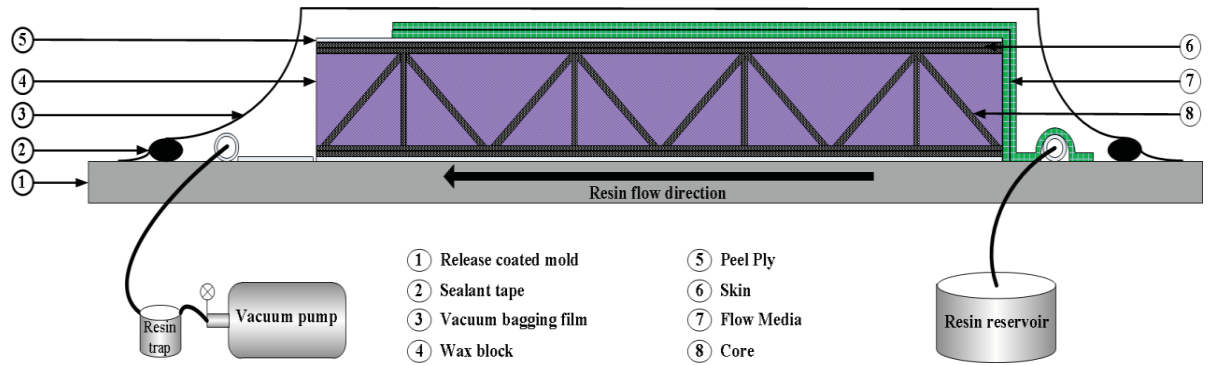 5
4
3
2
1
6
7
8
Resin flow direction
1 Release coated mold
2 Sealant tape
3 Vacuum bagging film
4 Wax block
5 Peel Ply
6 Skin
7 Flow Media
8 Core
Resin
trap
Vacuum pump
Resin reservoir